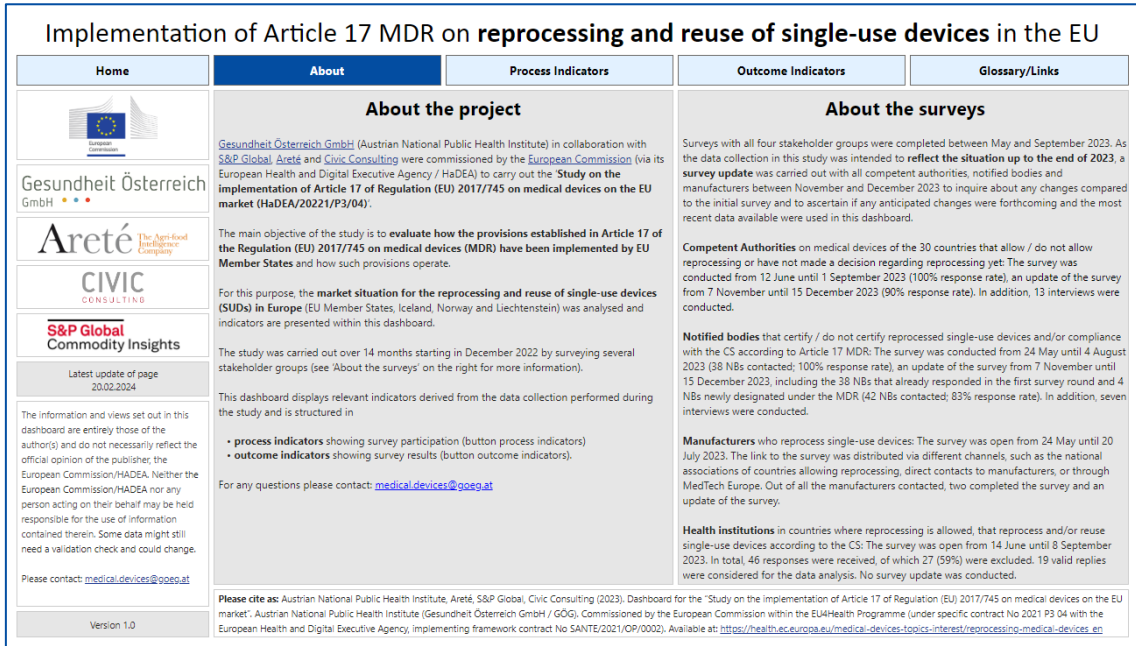 Implementation of Article 17 MDR on reprocessing and reuse of single-use devices in the EU
Home
About
Process Indicators
Outcome Indicators
Glossary/Links
European
Commission
Gesundheit Österreich
GmbH
Areté The Agri-food
Intelligence
Company
CIVIC
CONSULTING
S&P Global
Commodity Insights
Latest update of page
20.02.2024
The information and views set out in this
dashboard are entirely those of the
author(s) and do not necessarily reflect the
official opinion of the publisher, the
European Commission/HADEA. Neither the
European Commission/HADEA nor any
person acting on their behalf may be held
responsible for the use of information
contained therein. Some data might still
need a validation check and could change.
Please contact: medical.devices@goeg.at
Version 1.0
About the project
Gesundheit Österreich GmbH (Austrian National Public Health Institute) in collaboration with
S&P Global, Areté and Civic Consulting were commissioned by the European Commission (via its
European Health and Digital Executive Agency / HaDEA) to carry out the 'Study on the
implementation of Article 17 of Regulation (EU) 2017/745 on medical devices on the EU
market (HaDEA/20221/P3/04)'.
The main objective of the study is to evaluate how the provisions established in Article 17 of
the Regulation (EU) 2017/745 on medical devices (MDR) have been implemented by EU
Member States and how such provisions operate.
For this purpose, the market situation for the reprocessing and reuse of single-use devices
(SUDs) in Europe (EU Member States, Iceland, Norway and Liechtenstein) was analysed and
indicators are presented within this dashboard.
The study was carried out over 14 months starting in December 2022 by surveying several
stakeholder groups (see 'About the surveys' on the right for more information).
This dashboard displays relevant indicators derived from the data collection performed during
the study and is structured in
• process indicators showing survey participation (button process indicators)
• outcome indicators showing survey results (button outcome indicators).
For any questions please contact: medical.devices@goeg.at
About the surveys
Surveys with all four stakeholder groups were completed between May and September 2023. As
the data collection in this study was intended to reflect the situation up to the end of 2023, a
survey update was carried out with all competent authorities, notified bodies and
manufacturers between November and December 2023 to inquire about any changes compared
to the initial survey and to ascertain if any anticipated changes were forthcoming and the most
recent data available were used in this dashboard.
Competent Authorities on medical devices of the 30 countries that allow / do not allow
reprocessing or have not made a decision regarding reprocessing yet: The survey was
conducted from 12 June until 1 September 2023 (100% response rate), an update of the survey
from 7 November until 15 December 2023 (90% response rate). In addition, 13 interviews were
conducted.
Notified bodies that certify / do not certify reprocessed single-use devices and/or compliance
with the CS according to Article 17 MDR: The survey was conducted from 24 May until 4 August
2023 (38 NBs contacted; 100% response rate), an update of the survey from 7 November until
15 December 2023, including the 38 NBs that already responded in the first survey round and 4
NBs newly designated under the MDR (42 NBs contacted; 83% response rate). In addition, seven
interviews were conducted.
Manufacturers who reprocess single-use devices: The survey was open from 24 May until 20
July 2023. The link to the survey was distributed via different channels, such as the national
associations of countries allowing reprocessing, direct contacts to manufacturers, or through
MedTech Europe. Out of all the manufacturers contacted, two completed the survey and an
update of the survey.
Health institutions in countries where reprocessing is allowed, that reprocess and/or reuse
single-use devices according to the CS: The survey was open from 14 June until 8 September
2023. In total, 46 responses were received, of which 27 (59%) were excluded. 19 valid replies
were considered for the data analysis. No survey update was conducted.
Please cite as: Austrian National Public Health Institute, Areté, S&P Global, Civic Consulting (2023). Dashboard for the "Study on the implementation of Article 17 of Regulation (EU) 2017/745 on medical devices on the EU
market". Austrian National Public Health Institute (Gesundheit Österreich GmbH / GÖG). Commissioned by the European Commission within the EU4Health Programme (under specific contract No 2021 P3 04 with the
European Health and Digital Executive Agency, implementing framework contract No SANTE/2021/OP/0002). Available at: https://health.ec.europa.eu/medical-devices-topics-interest/reprocessing-medical-devices_en